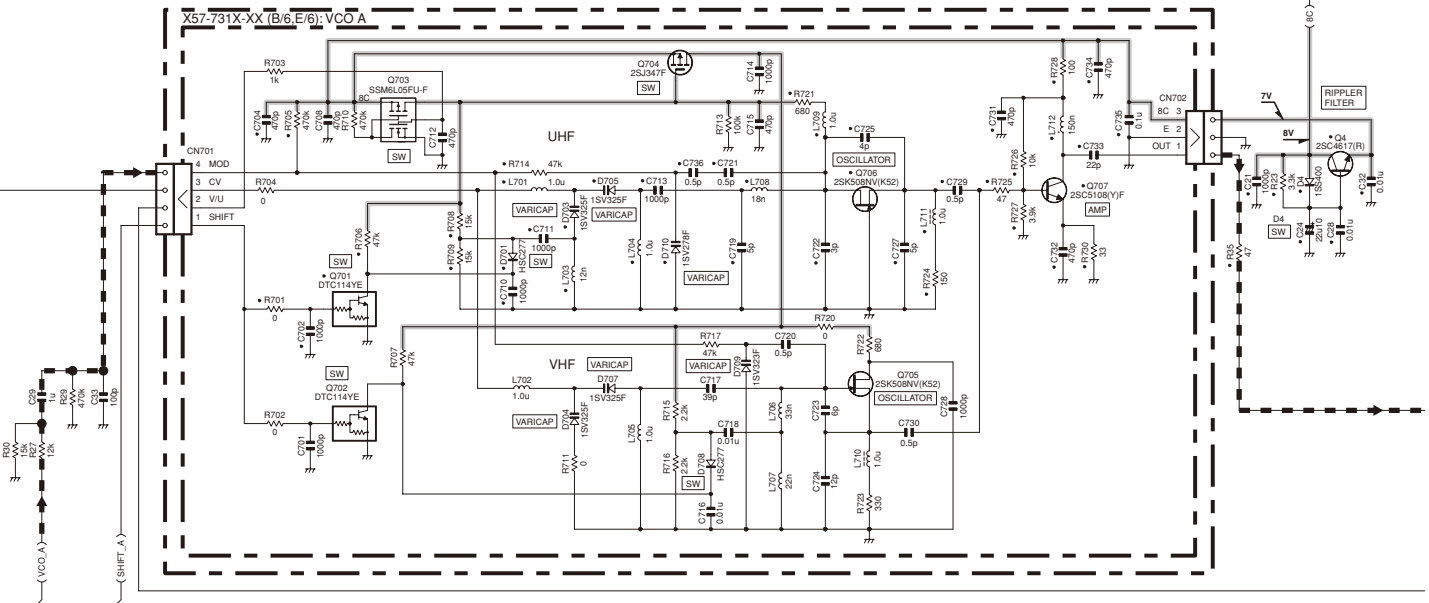 X57-731X-XX (B/6,E/6): VCO A
8C
R703
1k
Q703
SSM6L05FU-F
8C
SW
Q704
2SJ347F
SW
C714
1000p
R728
100
C734
470p
C704
470p
R705
470k
C708
470p
R710
470k
C712
470p
R713
100k
C715
470p
R721
680
L709
1.0u
C731
470p
L712
150n
C735
0.1u
CN702
8C 3
E 2
OUT 1
7V
8V
RIPPLER
FILTER
Q4
2SC4617(R)
UHF
C725
4p
OSCILLATOR
Q706
2SK508NV(K52)
R726
10k
C733
22p
CN701
4 MOD
3 CV
2 V/U
1 SHIFT
R704
0
R714
47k
L701
1.0u
D705
1SV325F
VARICAP
C713
1000p
C736
0.5p
C721
0.5p
L708
18n
C729
0.5p
R725
47
Q707
2SC5108(Y)F
AMP
C21
1000p
R23
3.3k
D4
1SS400
C32
0.01u
VARICAP
D703
1SV325F
R706
47k
R708
15k
R709
15k
D701
HSC277
C711
1000p
SW
C710
1000p
L703
12n
L704
1.0u
D710
1SV278F
VARICAP
C719
5p
C722
3p
C727
5p
L711
1.0u
R724
150
R727
3.9k
C732
470p
R730
33
D4
SW
C24
22u10
C28
0.01u
R35
47
SW
Q701
DTC114YE
R701
0
C702
1000p
R707
47k
SW
Q702
DTC114YE
R702
0
C701
1000p
VHF
R720
0
R717
47k
C720
0.5p
R722
680
VARICAP
VARICAP
L702
1.0u
D707
1SV325F
C717
39p
D709
1SV323F
Q705
2SK508NV(K52)
OSCILLATOR
VARICAP
D704
1SV325F
R711
0
L705
1.0u
R715
2.2k
R716
2.2k
C718
0.01u
D708
HSC277
SW
C716
0.01u
L706
33n
L707
22n
C723
6p
C724
12p
C730
0.5p
C728
1000p
L710
1.0u
R723
330
C29
1u
R29
470k
C33
100p
R30
15k
R27
12k
VCO_A
SHIFT_A